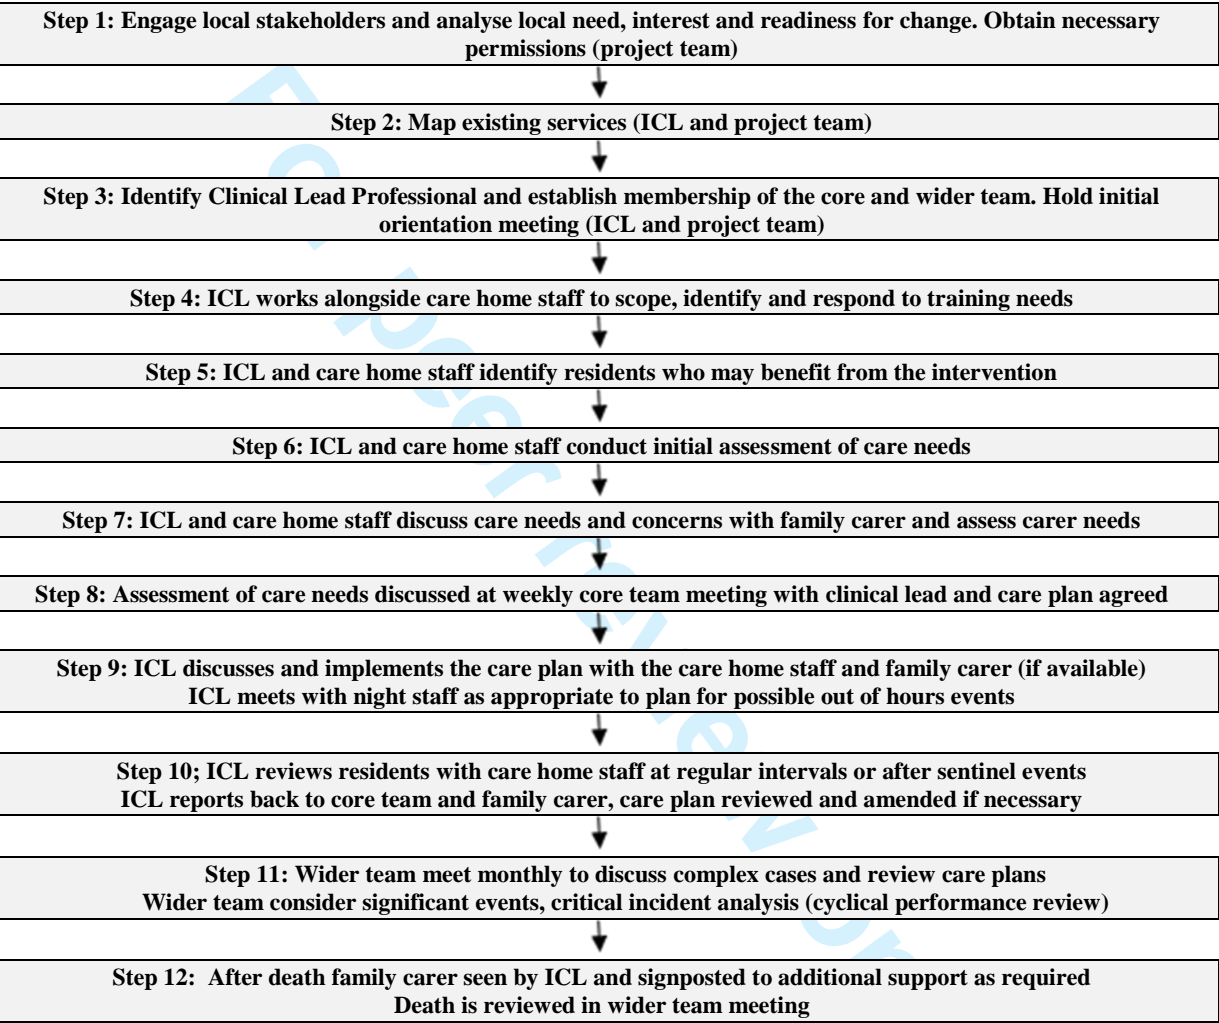 Step 1: Engage local stakeholders and analyse local need, interest and readiness for change. Obtain necessary
permissions (project team)
Step 2: Map existing services (ICL and project team)
Step 3: Identify Clinical Lead Professional and establish membership of the core and wider team. Hold initial
orientation meeting (ICL and project team)
Step 4: ICL works alongside care home staff to scope, identify and respond to training needs
Step 5: ICL and care home staff identify residents who may benefit from the intervention
Step 6: ICL and care home staff conduct initial assessment of care needs
Step 7: ICL and care home staff discuss care needs and concerns with family carer and assess carer needs
Step 8: Assessment of care needs discussed at weekly core team meeting with clinical lead and care plan agreed
Step 9: ICL discusses and implements the care plan with the care home staff and family carer (if available)
ICL meets with night staff as appropriate to plan for possible out of hours events
Step 10; ICL reviews residents with care home staff at regular intervals or after sentinel events
ICL reports back to core team and family carer, care plan reviewed and amended if necessary
Step 11: Wider team meet monthly to discuss complex cases and review care plans
Wider team consider significant events, critical incident analysis (cyclical performance review)
Step 12: After death family carer seen by ICL and signposted to additional support as required
Death is reviewed in wider team meeting
For peer review